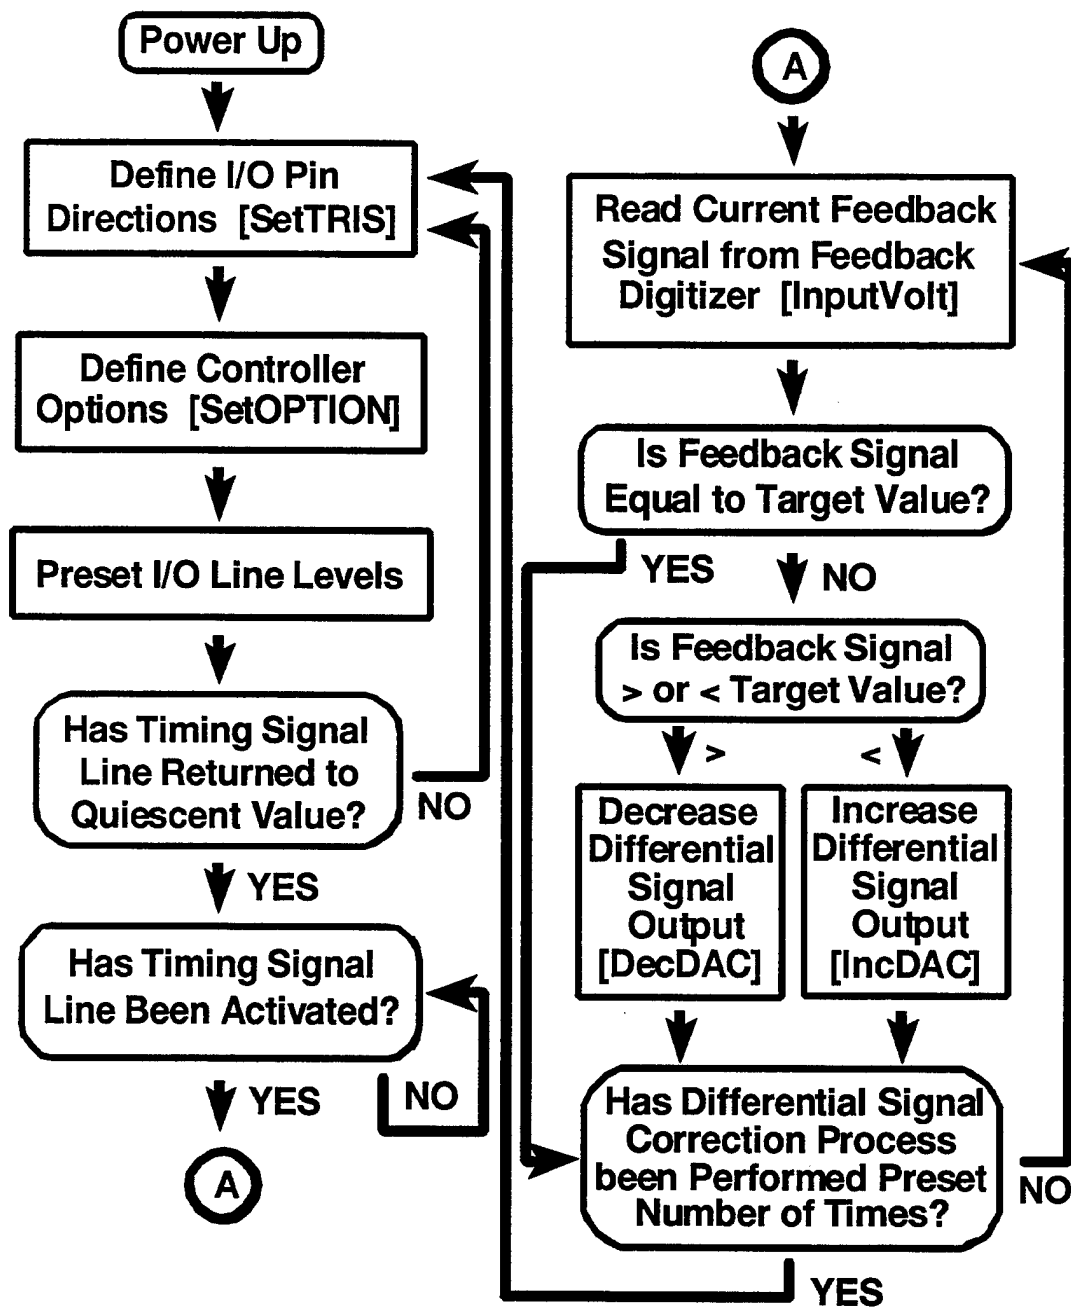 Power Up
Define I/O Pin
Directions [SetTRIS]
Define Controller
Options [SetOPTION]
Preset I/O Line Levels
Has Timing Signal
Line Returned to
Quiescent Value?
NO
YES
Has Timing Signal
Line Been Activated?
NO
YES
A
A
Read Current Feedback
Signal from Feedback
Digitizer [InputVolt]
Is Feedback Signal
Equal to Target Value?
YES
NO
Is Feedback Signal
> or < Target Value?
>
<
Decrease
Differential
Signal
Output
[DecDAC]
Increase
Differential
Signal
Output
[IncDAC]
Has Differential Signal
Correction Process
been Performed Preset
Number of Times?
NO
YES